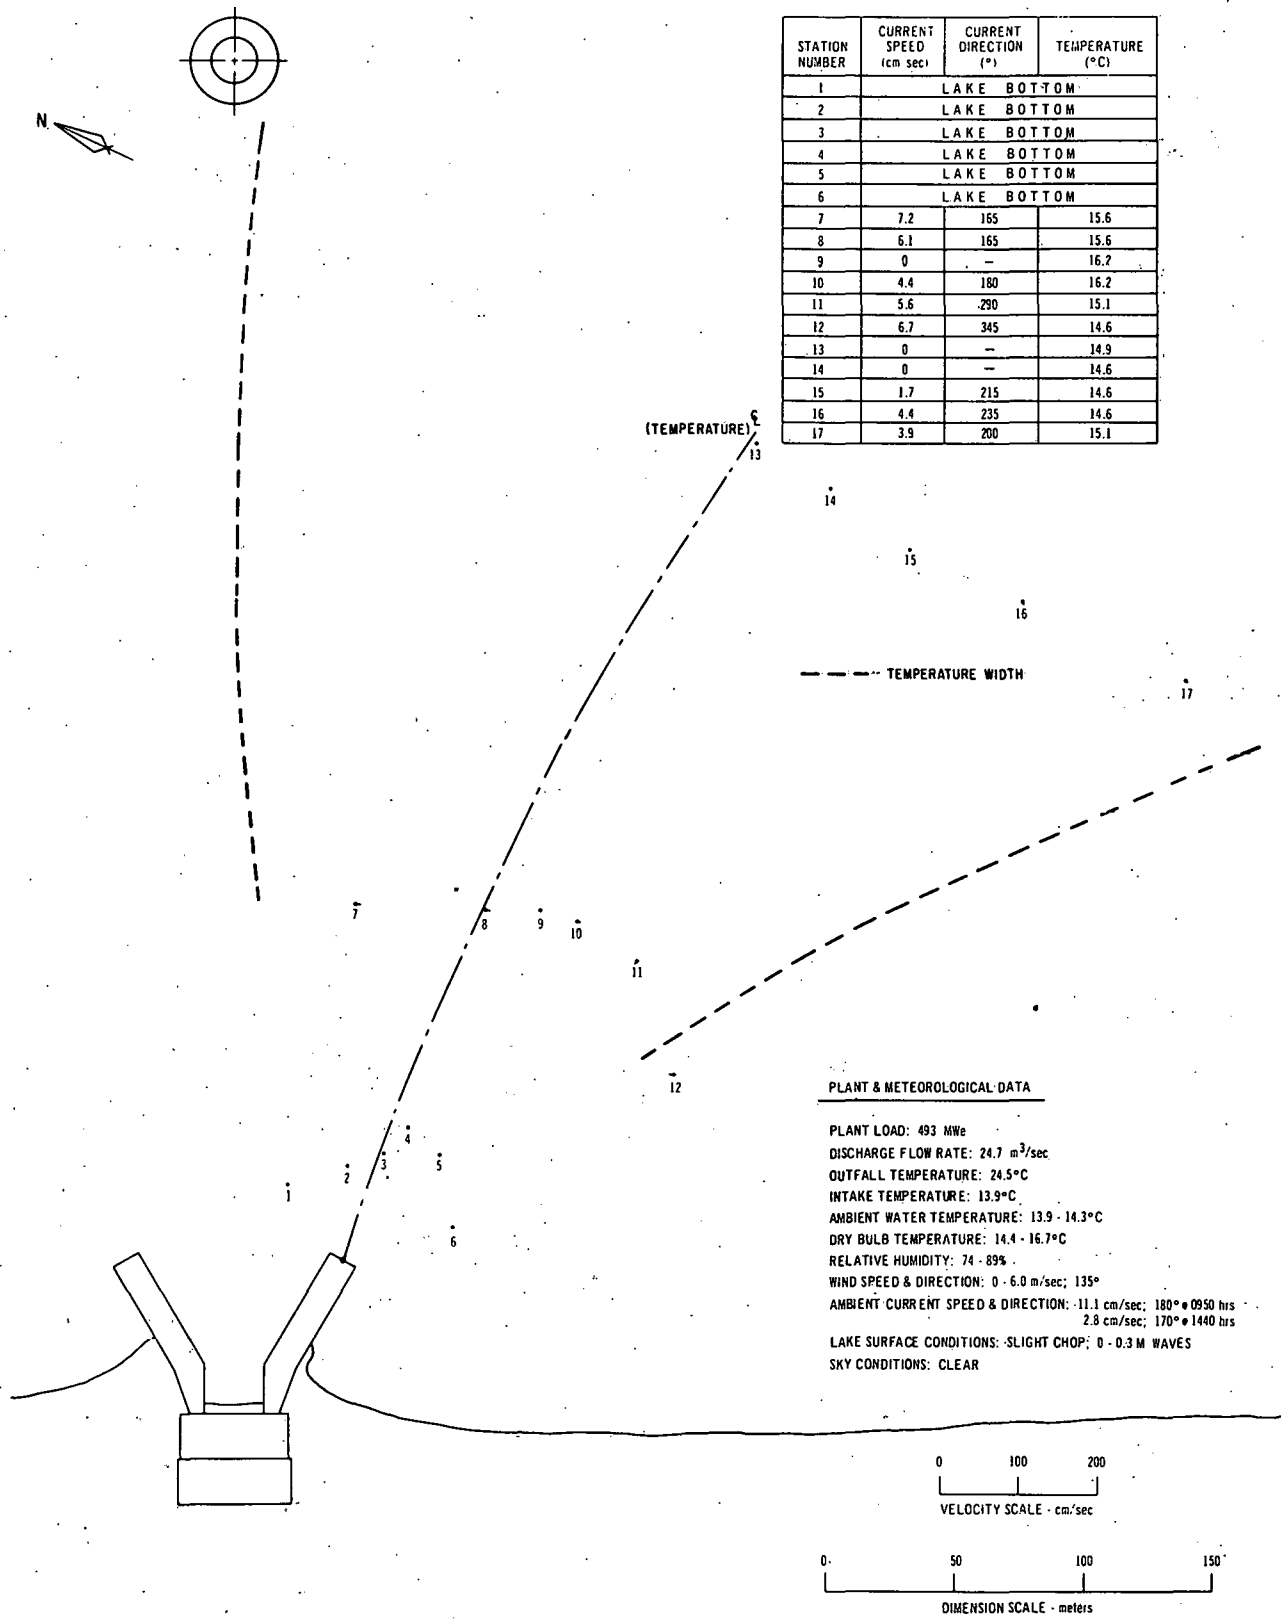 N
STATION NUMBER | CURRENT SPEED (cm sec) | CURRENT DIRECTION (°) | TEMPERATURE (°C)
1 | LAKE BOTTOM
2 | LAKE BOTTOM
3 | LAKE BOTTOM
4 | LAKE BOTTOM
5 | LAKE BOTTOM
6 | LAKE BOTTOM
7 | 7.2 | 165 | 15.6
8 | 6.1 | 165 | 15.6
9 | 0 | — | 16.2
10 | 4.4 | 180 | 16.2
11 | 5.6 | 290 | 15.1
12 | 6.7 | 345 | 14.6
13 | 0 | — | 14.9
14 | 0 | — | 14.6
15 | 1.7 | 215 | 14.6
16 | 4.4 | 235 | 14.6
17 | 3.9 | 200 | 15.1
(TEMPERATURE) ℄
13
14
15
16
TEMPERATURE WIDTH
17
7
8
9
10
11
12
4
3
5
2
1
6
PLANT & METEOROLOGICAL DATA
PLANT LOAD: 493 MWe
DISCHARGE FLOW RATE: 24.7 m³/sec
OUTFALL TEMPERATURE: 24.5°C
INTAKE TEMPERATURE: 13.9°C
AMBIENT WATER TEMPERATURE: 13.9 - 14.3°C
DRY BULB TEMPERATURE: 14.4 - 16.7°C
RELATIVE HUMIDITY: 74 - 89%
WIND SPEED & DIRECTION: 0 - 6.0 m/sec; 135°
AMBIENT CURRENT SPEED & DIRECTION: 11.1 cm/sec; 180° @ 0950 hrs
2.8 cm/sec; 170° @ 1440 hrs
LAKE SURFACE CONDITIONS: SLIGHT CHOP; 0 - 0.3 M WAVES
SKY CONDITIONS: CLEAR
0 100 200
VELOCITY SCALE - cm/sec
0 50 100 150
DIMENSION SCALE - meters